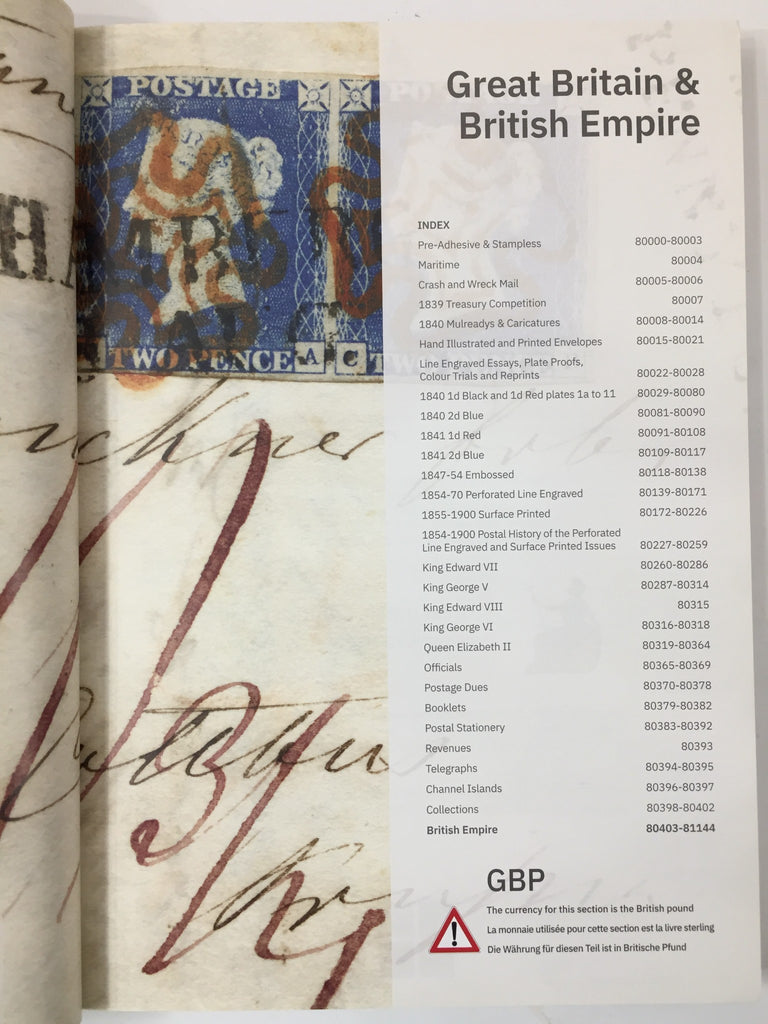 POSTAGE
TWO PENCE
A
C
TW
H
Great Britain &
British Empire
INDEX
Pre-Adhesive & Stampless 80000-80003
Maritime 80004
Crash and Wreck Mail 80005-80006
1839 Treasury Competition 80007
1840 Mulreadys & Caricatures 80008-80014
Hand Illustrated and Printed Envelopes 80015-80021
Line Engraved Essays, Plate Proofs,
Colour Trials and Reprints 80022-80028
1840 1d Black and 1d Red plates 1a to 11 80029-80080
1840 2d Blue 80081-80090
1841 1d Red 80091-80108
1841 2d Blue 80109-80117
1847-54 Embossed 80118-80138
1854-70 Perforated Line Engraved 80139-80171
1855-1900 Surface Printed 80172-80226
1854-1900 Postal History of the Perforated
Line Engraved and Surface Printed Issues 80227-80259
King Edward VII 80260-80286
King George V 80287-80314
King Edward VIII 80315
King George VI 80316-80318
Queen Elizabeth II 80319-80364
Officials 80365-80369
Postage Dues 80370-80378
Booklets 80379-80382
Postal Stationery 80383-80392
Revenues 80393
Telegraphs 80394-80395
Channel Islands 80396-80397
Collections 80398-80402
British Empire 80403-81144
GBP
The currency for this section is the British pound
La monnaie utilisée pour cette section est la livre sterling
Die Währung für diesen Teil ist in Britische Pfund